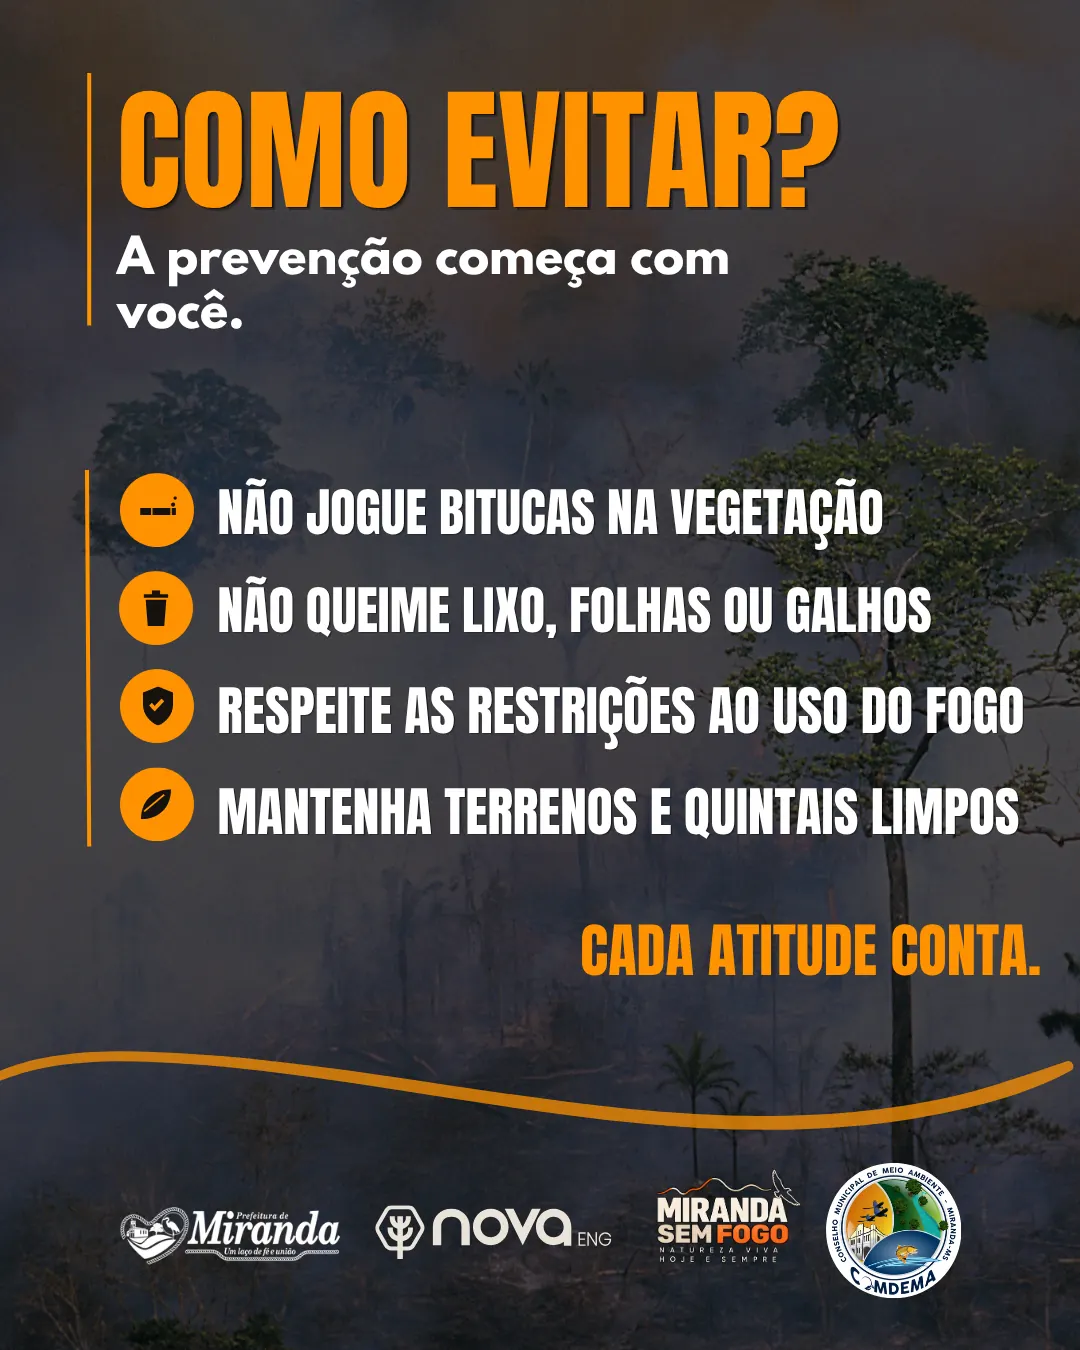 COMO EVITAR?
A prevenção começa com
você.
NÃO JOGUE BITUCAS NA VEGETAÇÃO
NÃO QUEIME LIXO, FOLHAS OU GALHOS
RESPEITE AS RESTRIÇÕES AO USO DO FOGO
MANTENHA TERRENOS E QUINTAIS LIMPOS
CADA ATITUDE CONTA.
Prefeitura de
Miranda
Um laço de fé e união
nova ENG
MIRANDA
SEM FOGO
NATUREZA VIVA
HOJE E SEMPRE
CONSELHO MUNICIPAL DE MEIO AMBIENTE - MIRANDA-MS
COMDEMA